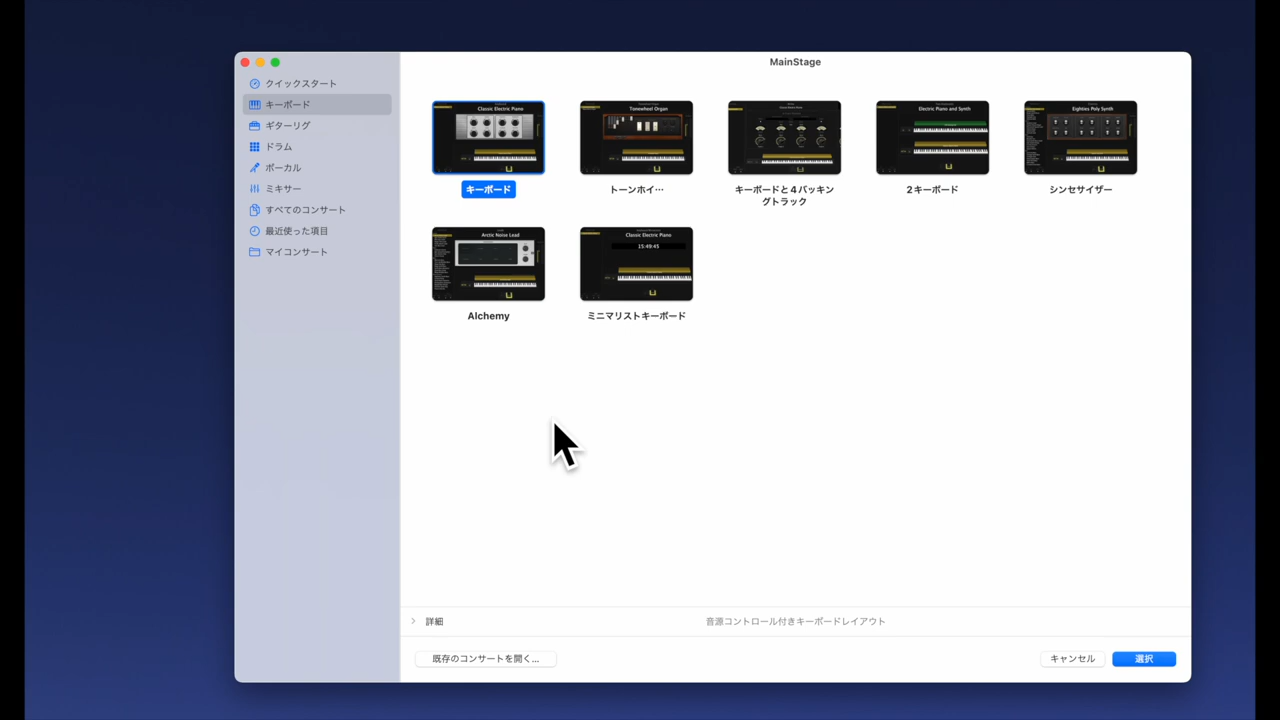 MainStage
クイックスタート
キーボード
ギターリグ
ドラム
ボーカル
ミキサー
すべてのコンサート
最近使った項目
マイコンサート
Classic Electric Piano
キーボード
Tonewheel Organ
トーンホイ…
キーボードと4バッキン
グトラック
Electric Piano and Synth
2キーボード
Eighties Poly Synth
シンセサイザー
Arctic Noise Lead
Alchemy
Classic Electric Piano
15:49:45
ミニマリストキーボード
詳細
音源コントロール付きキーボードレイアウト
既存のコンサートを開く...
キャンセル
選択